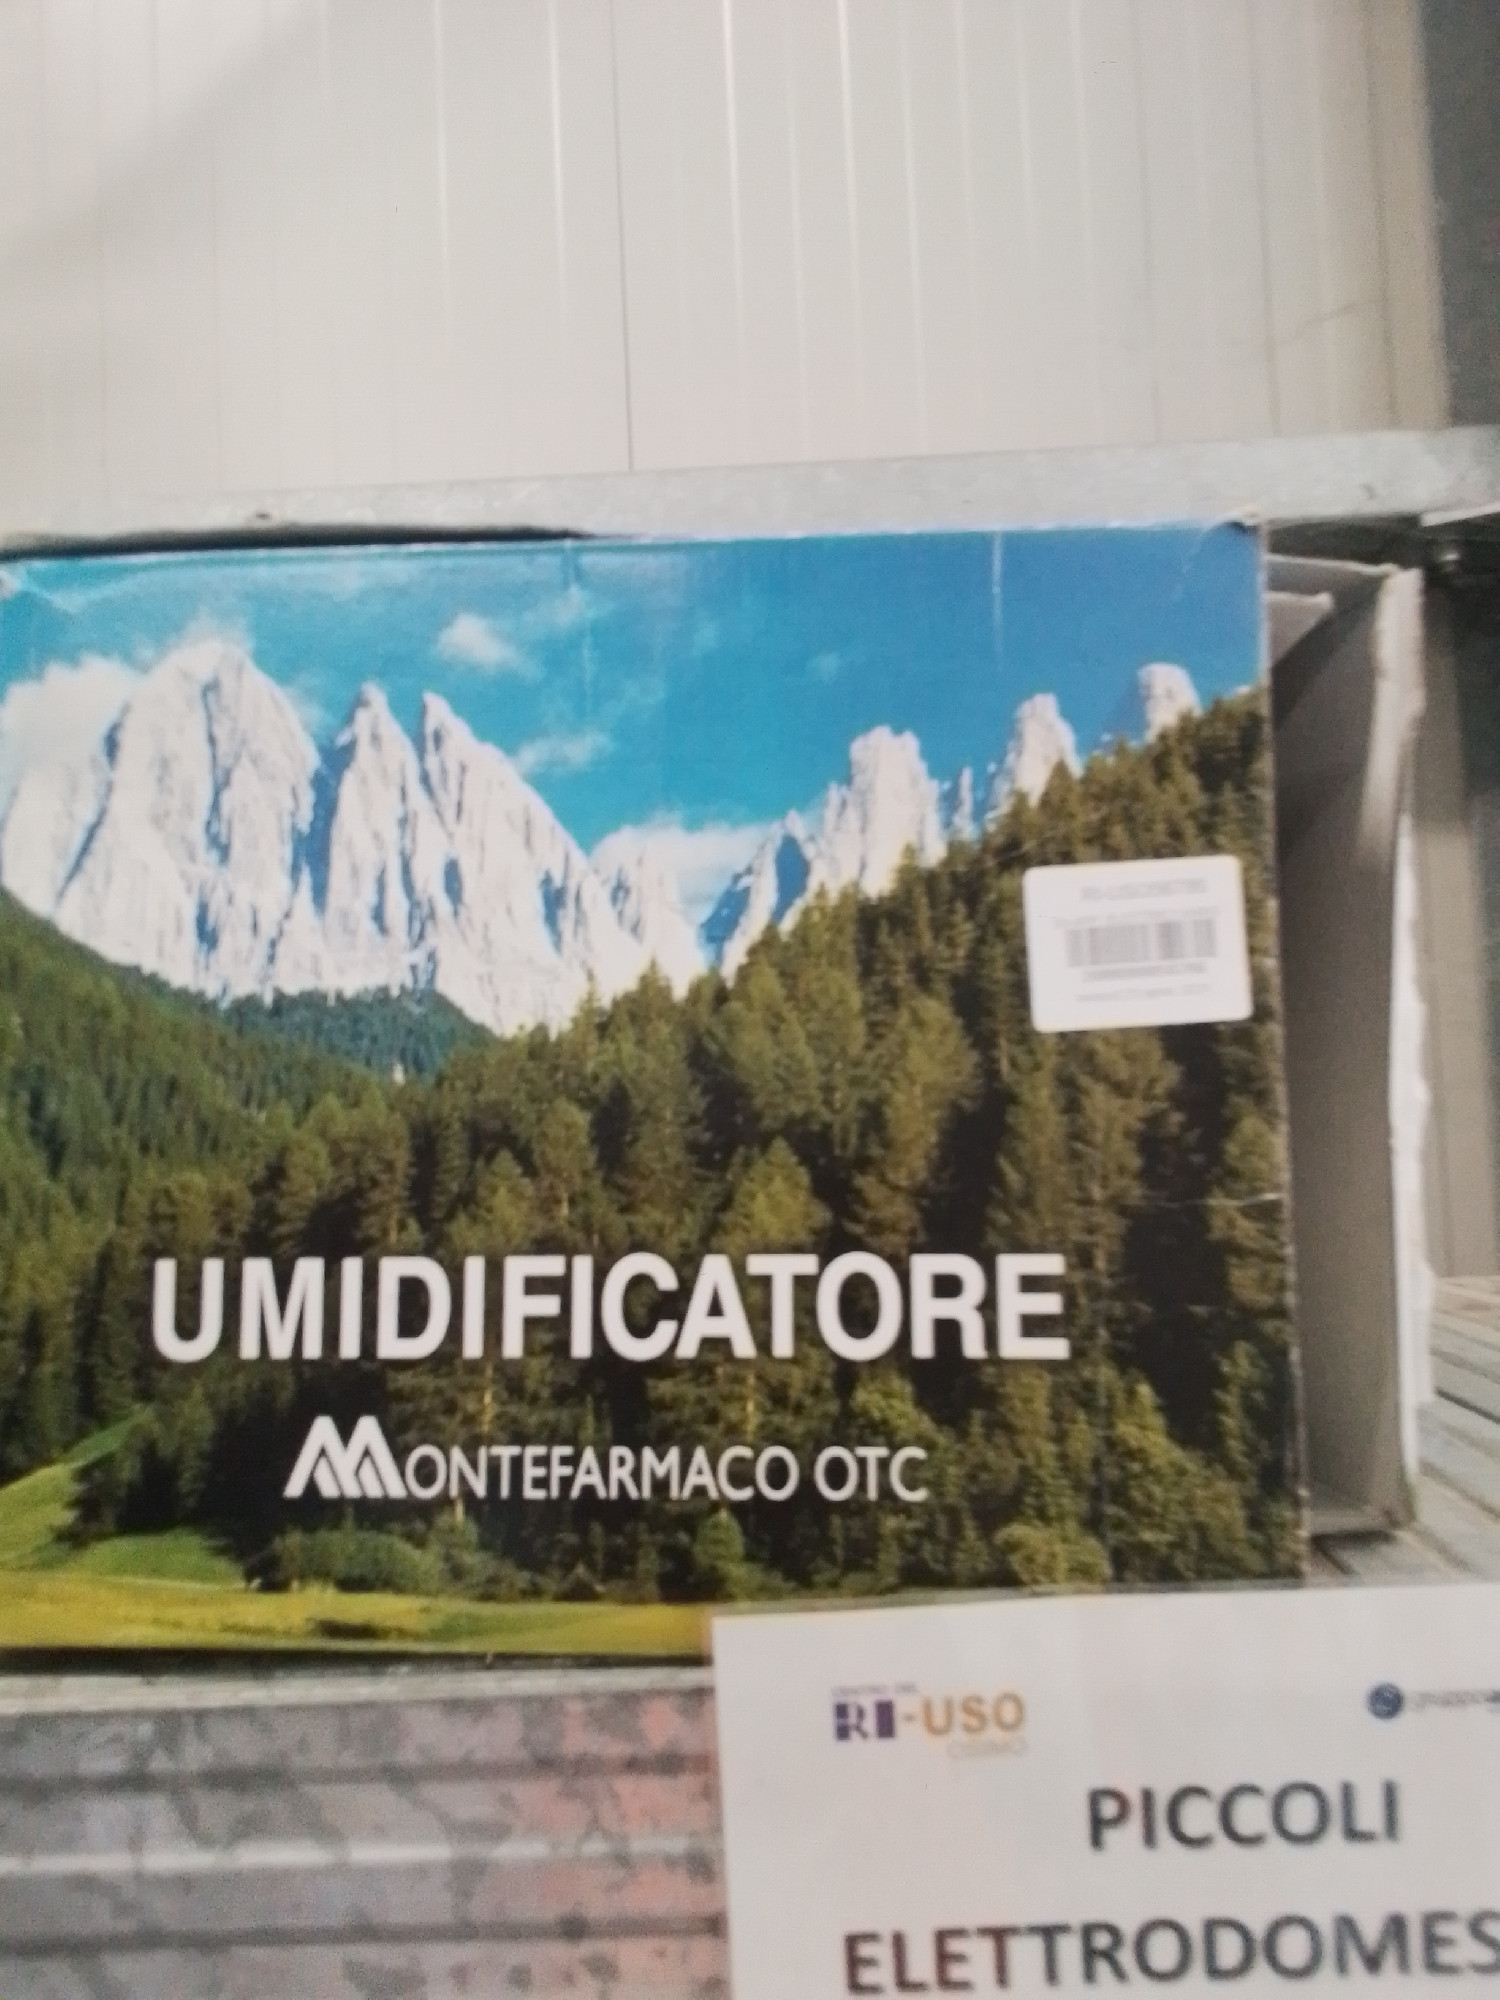 UMIDIFICATORE
MONTEFARMACO OTC
RI-USO
PICCOLI
ELETTRODOMES